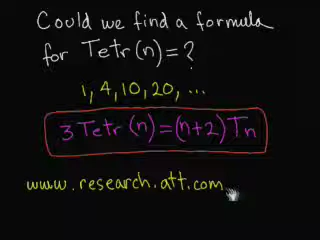 Could we find a formula
for Tetr(n)=?
1, 4, 10, 20, ...
3 Tetr(n)=(n+2) Tn
www.research.att.com